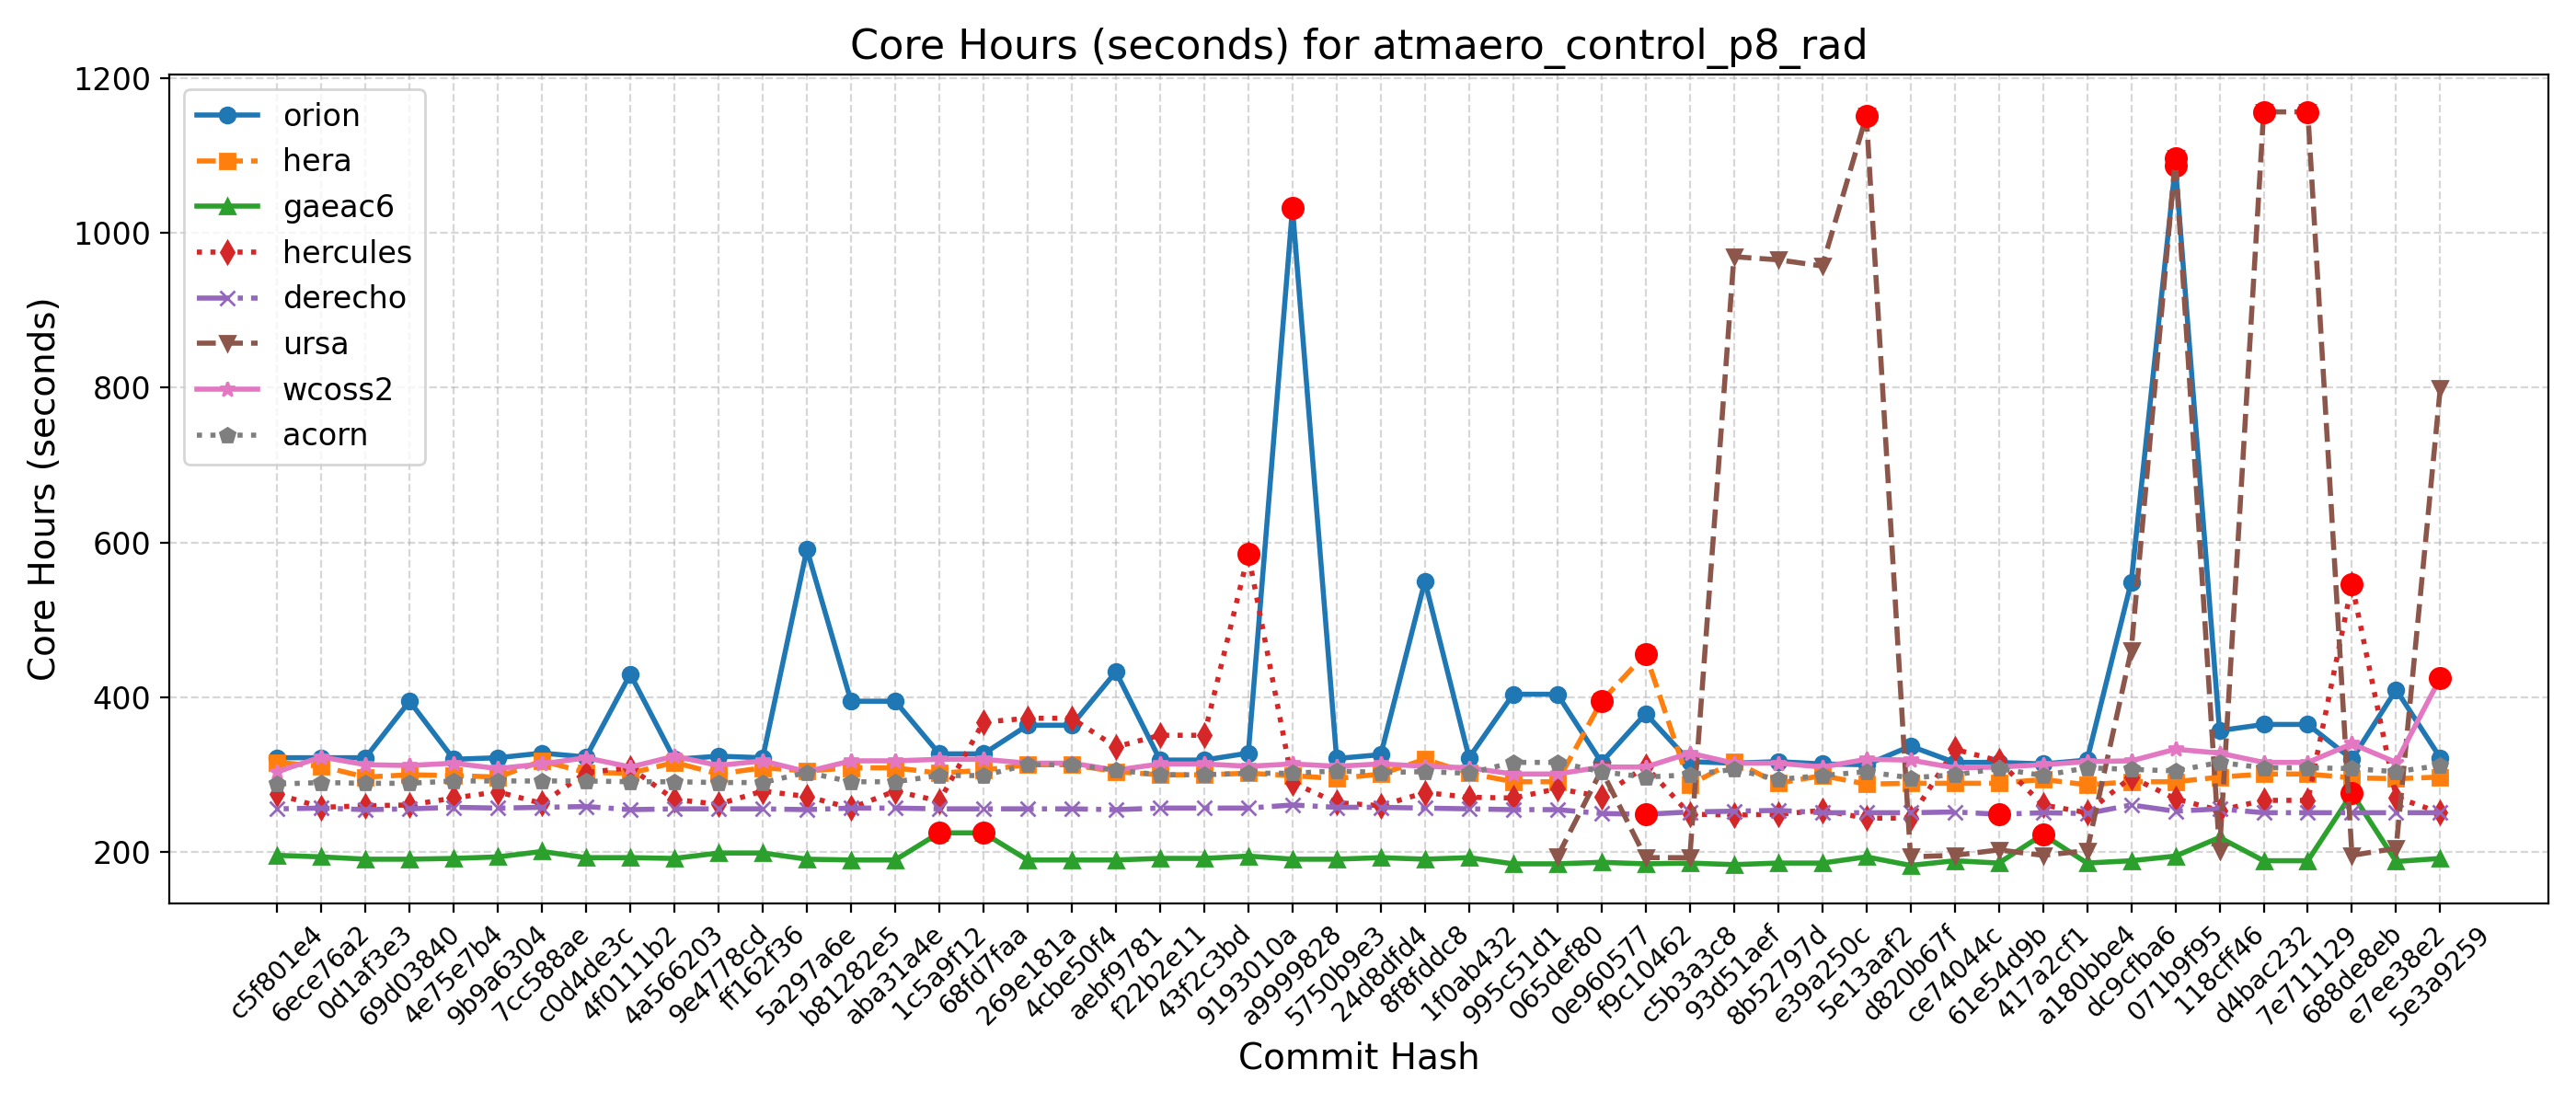 Core Hours (seconds) for atmaero_control_p8_rad
Core Hours (seconds)
1200
1000
800
600
400
200
orion
hera
gaeac6
hercules
derecho
ursa
wcoss2
acorn
c5f801e4
6ece76a2
0d1af3e3
69d03840
4e75e7b4
9b9a6304
7cc588ae
c0d4de3c
4f0111b2
4a566203
9e4778cd
ff162f36
5a297a6e
b81282e5
aba31a4e
1c5a9f12
68fd7faa
269e181a
4cbe50f4
aebf9781
f22b2e11
43f2c3bd
9193010a
a9999828
5750b9e3
24d8dfd4
8f8fddc8
1f0ab432
995c51d1
065def80
0e960577
f9c10462
c5b3a3c8
93d51aef
8b52797d
e39a250c
5e13aaf2
d820b67f
ce74044c
61e54d9b
417a2cf1
a180bbe4
dc9cfba6
071b9f95
118cff46
d4bac232
7e711129
688de8eb
e7ee38e2
5e3a9259
Commit Hash